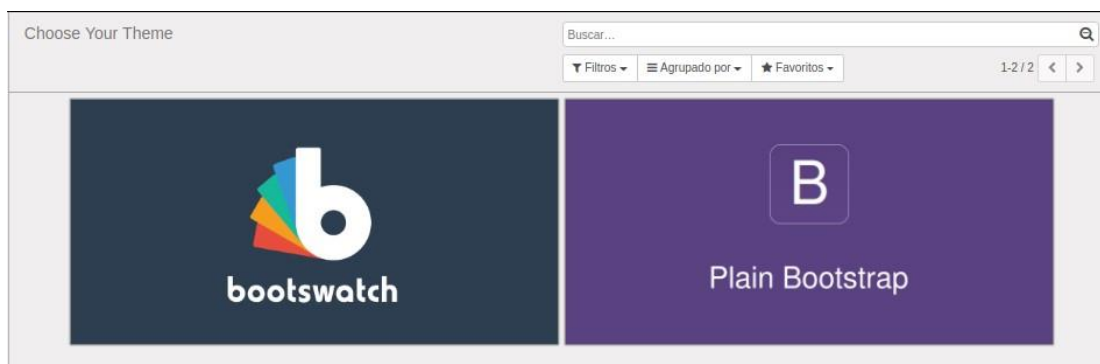 Choose Your Theme
Buscar...
Filtros
Agrupado por
Favoritos
1-2 / 2
bootswatch
B
Plain Bootstrap